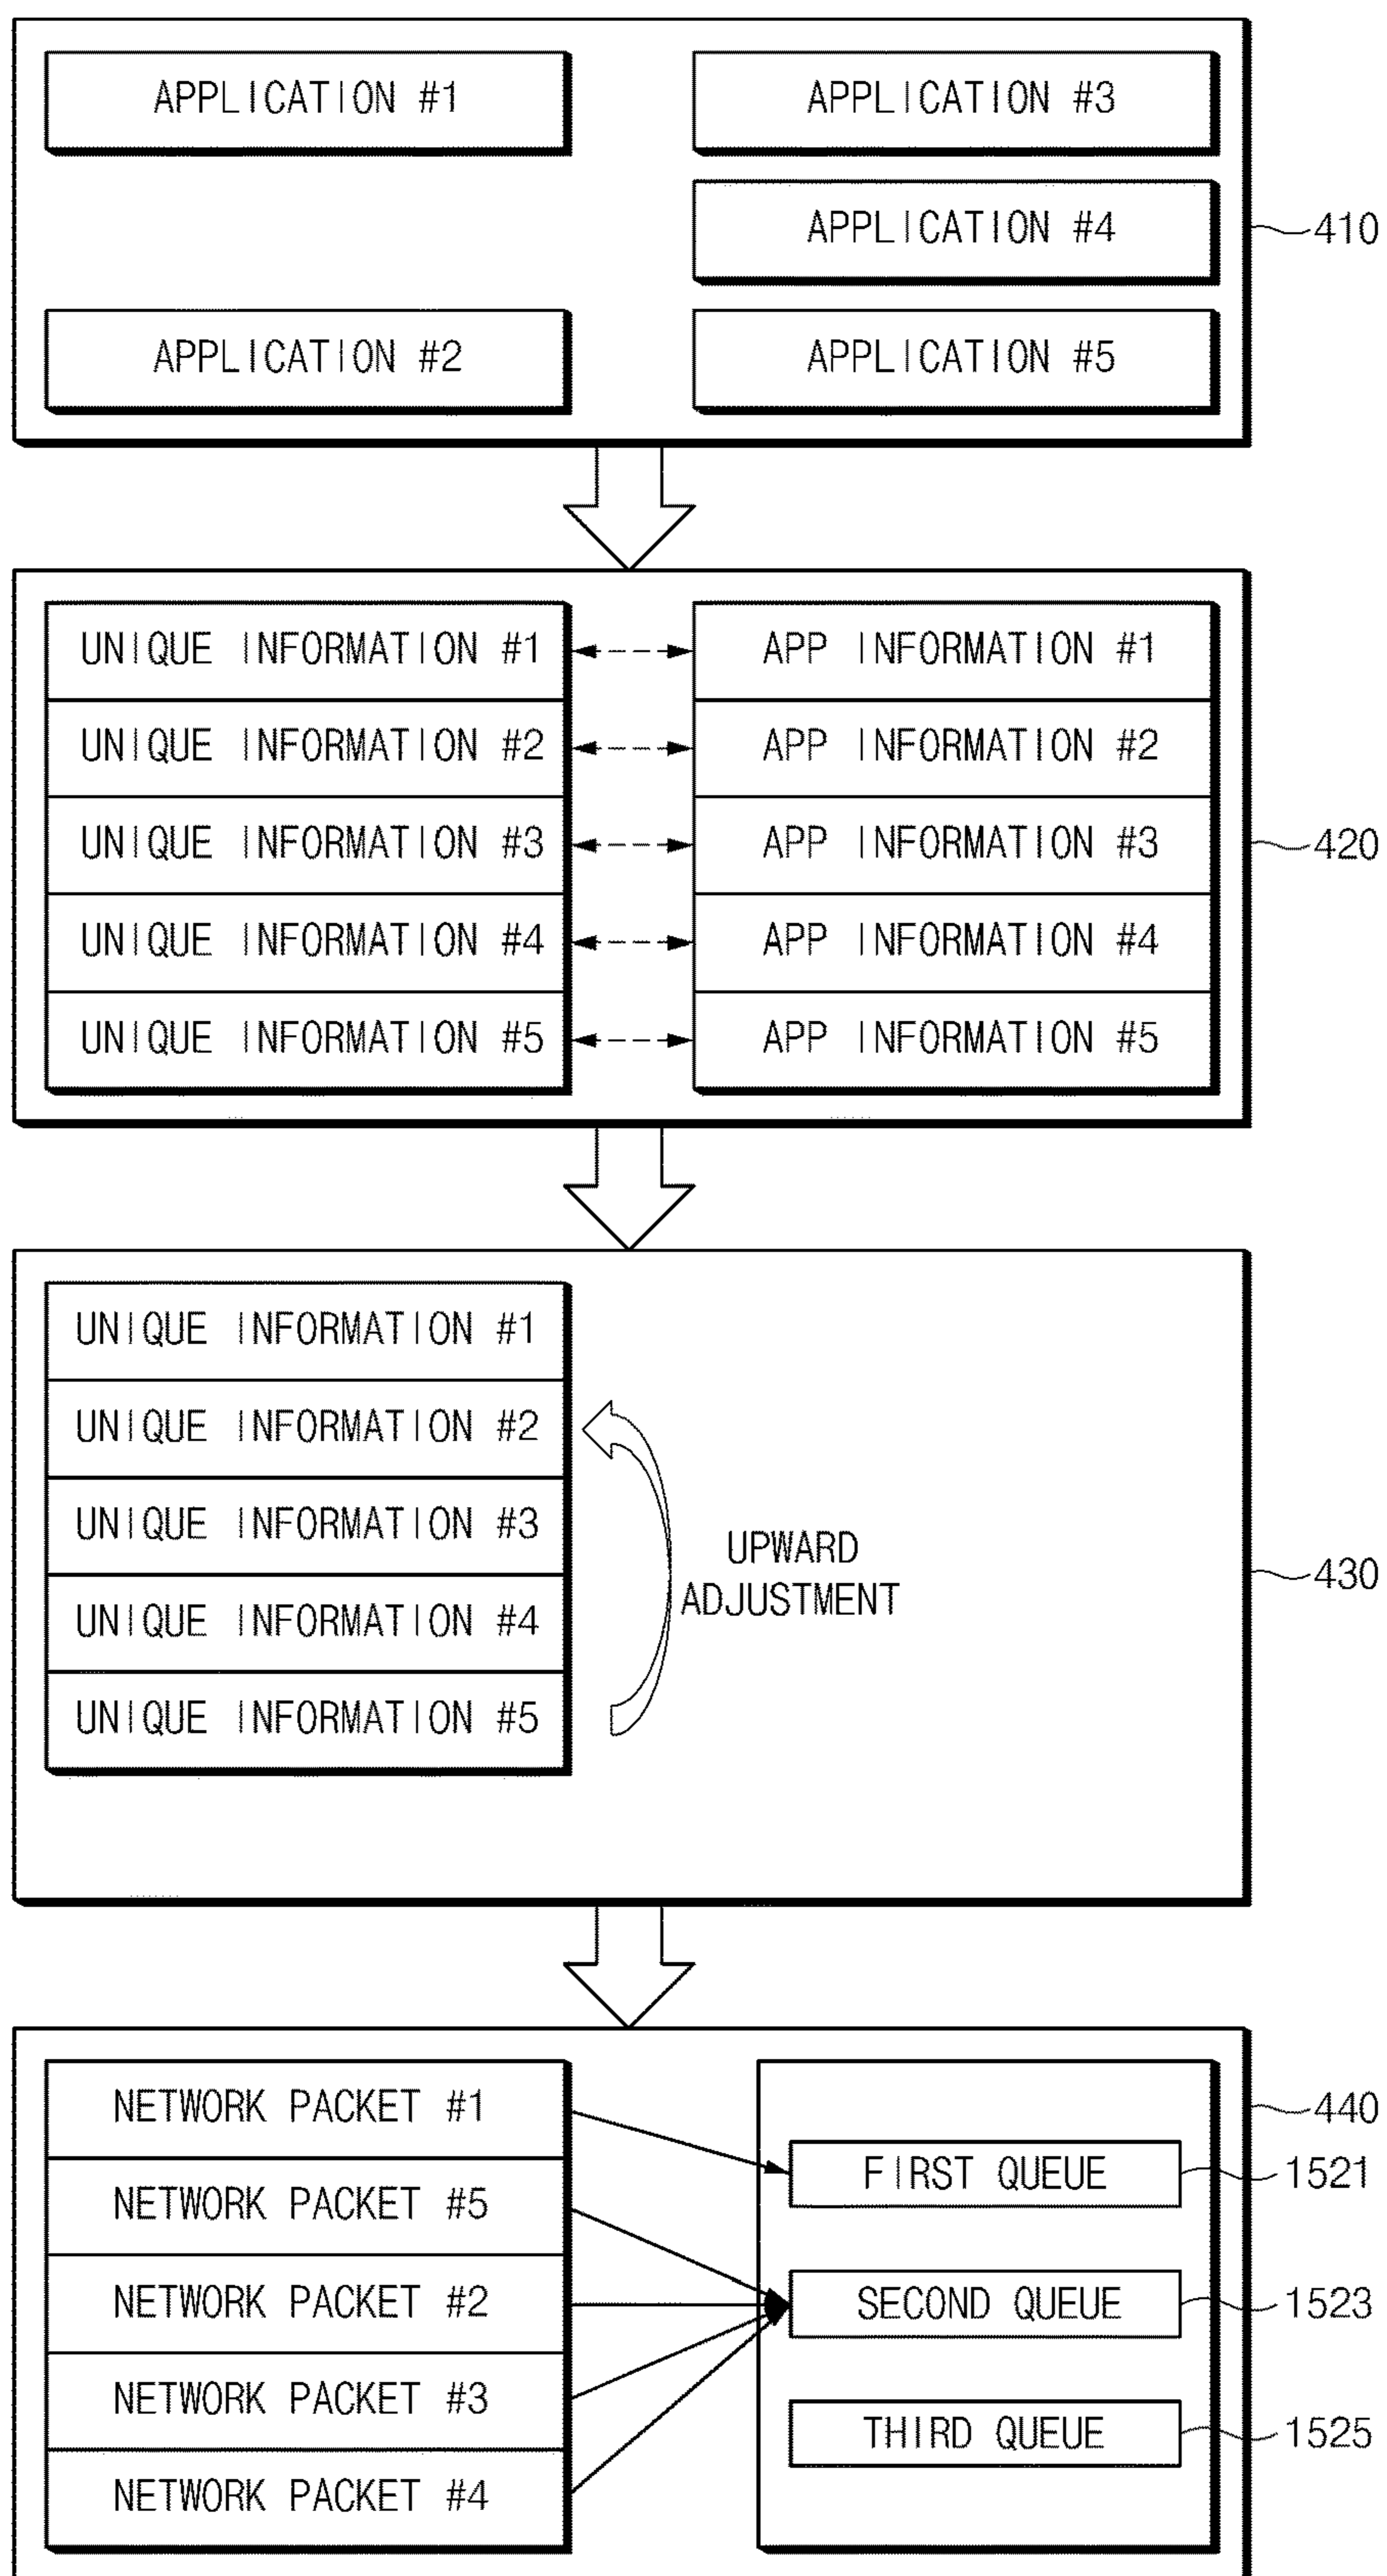 APPLICATION #1
APPLICATION #3
APPLICATION #4
410
APPLICATION #2
APPLICATION #5
UNIQUE INFORMATION #1
APP INFORMATION #1
UNIQUE INFORMATION #2
APP INFORMATION #2
UNIQUE INFORMATION #3
APP INFORMATION #3
420
UNIQUE INFORMATION #4
APP INFORMATION #4
UNIQUE INFORMATION #5
APP INFORMATION #5
UNIQUE INFORMATION #1
UNIQUE INFORMATION #2
UNIQUE INFORMATION #3
UNIQUE INFORMATION #4
UNIQUE INFORMATION #5
UPWARD
ADJUSTMENT
430
NETWORK PACKET #1
NETWORK PACKET #5
NETWORK PACKET #2
NETWORK PACKET #3
NETWORK PACKET #4
440
FIRST QUEUE
1521
SECOND QUEUE
1523
THIRD QUEUE
1525